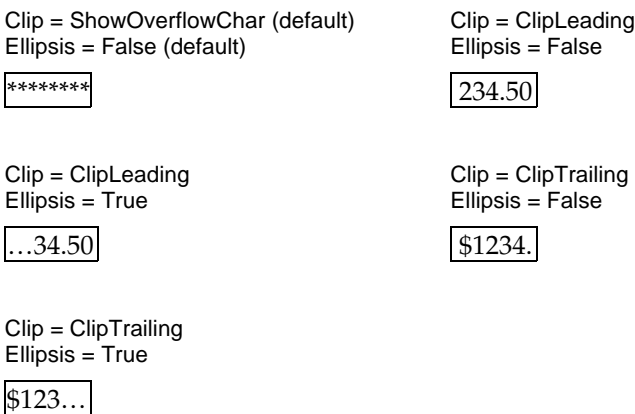 Clip = ShowOverflowChar (default)
Ellipsis = False (default)
********
Clip = ClipLeading
Ellipsis = False
234.50
Clip = ClipLeading
Ellipsis = True
…34.50
Clip = ClipTrailing
Ellipsis = False
$1234.
Clip = ClipTrailing
Ellipsis = True
$123…